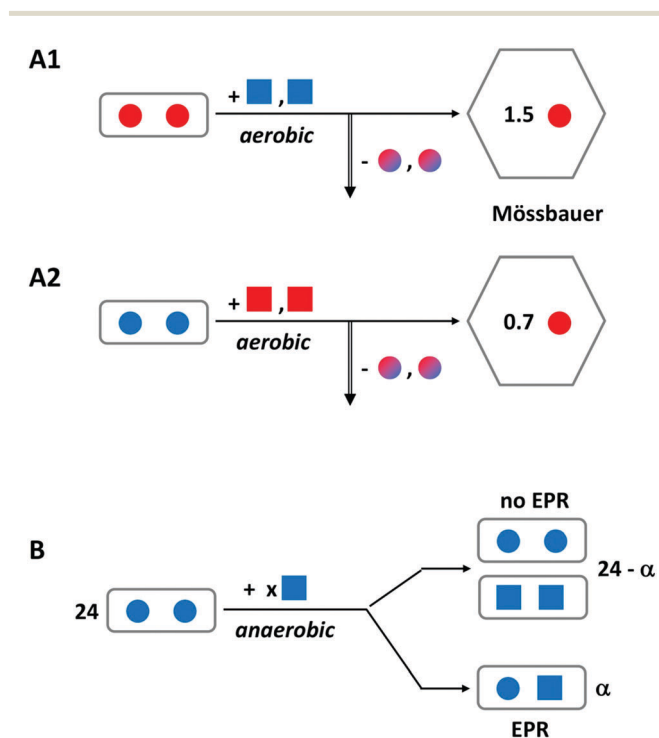 A1
+ ,
aerobic
- ,
1.5
Mössbauer
A2
+ ,
aerobic
- ,
0.7
B
24
+ x
anaerobic
no EPR
24 - α
α
EPR